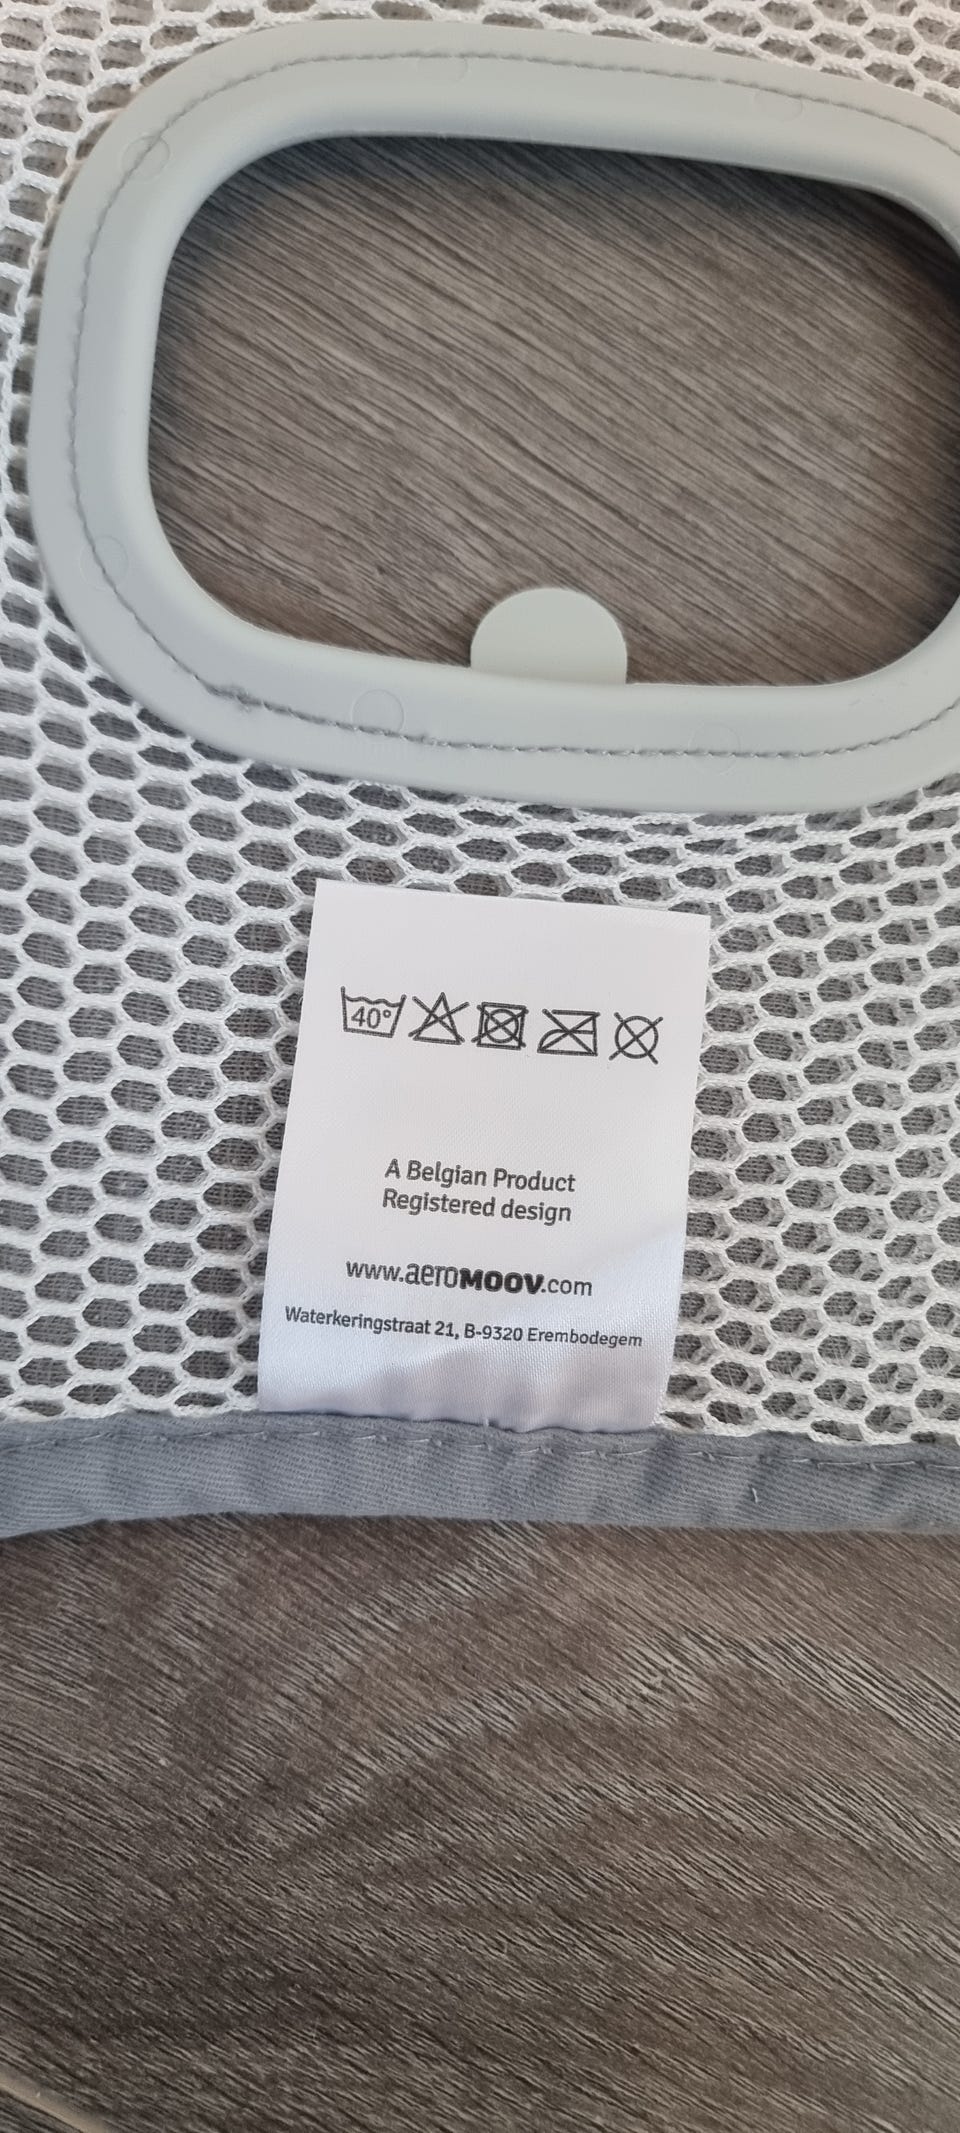 40°
A Belgian Product
Registered design
www.aeroMOOV.com
Waterkeringstraat 21, B-9320 Erembodegem